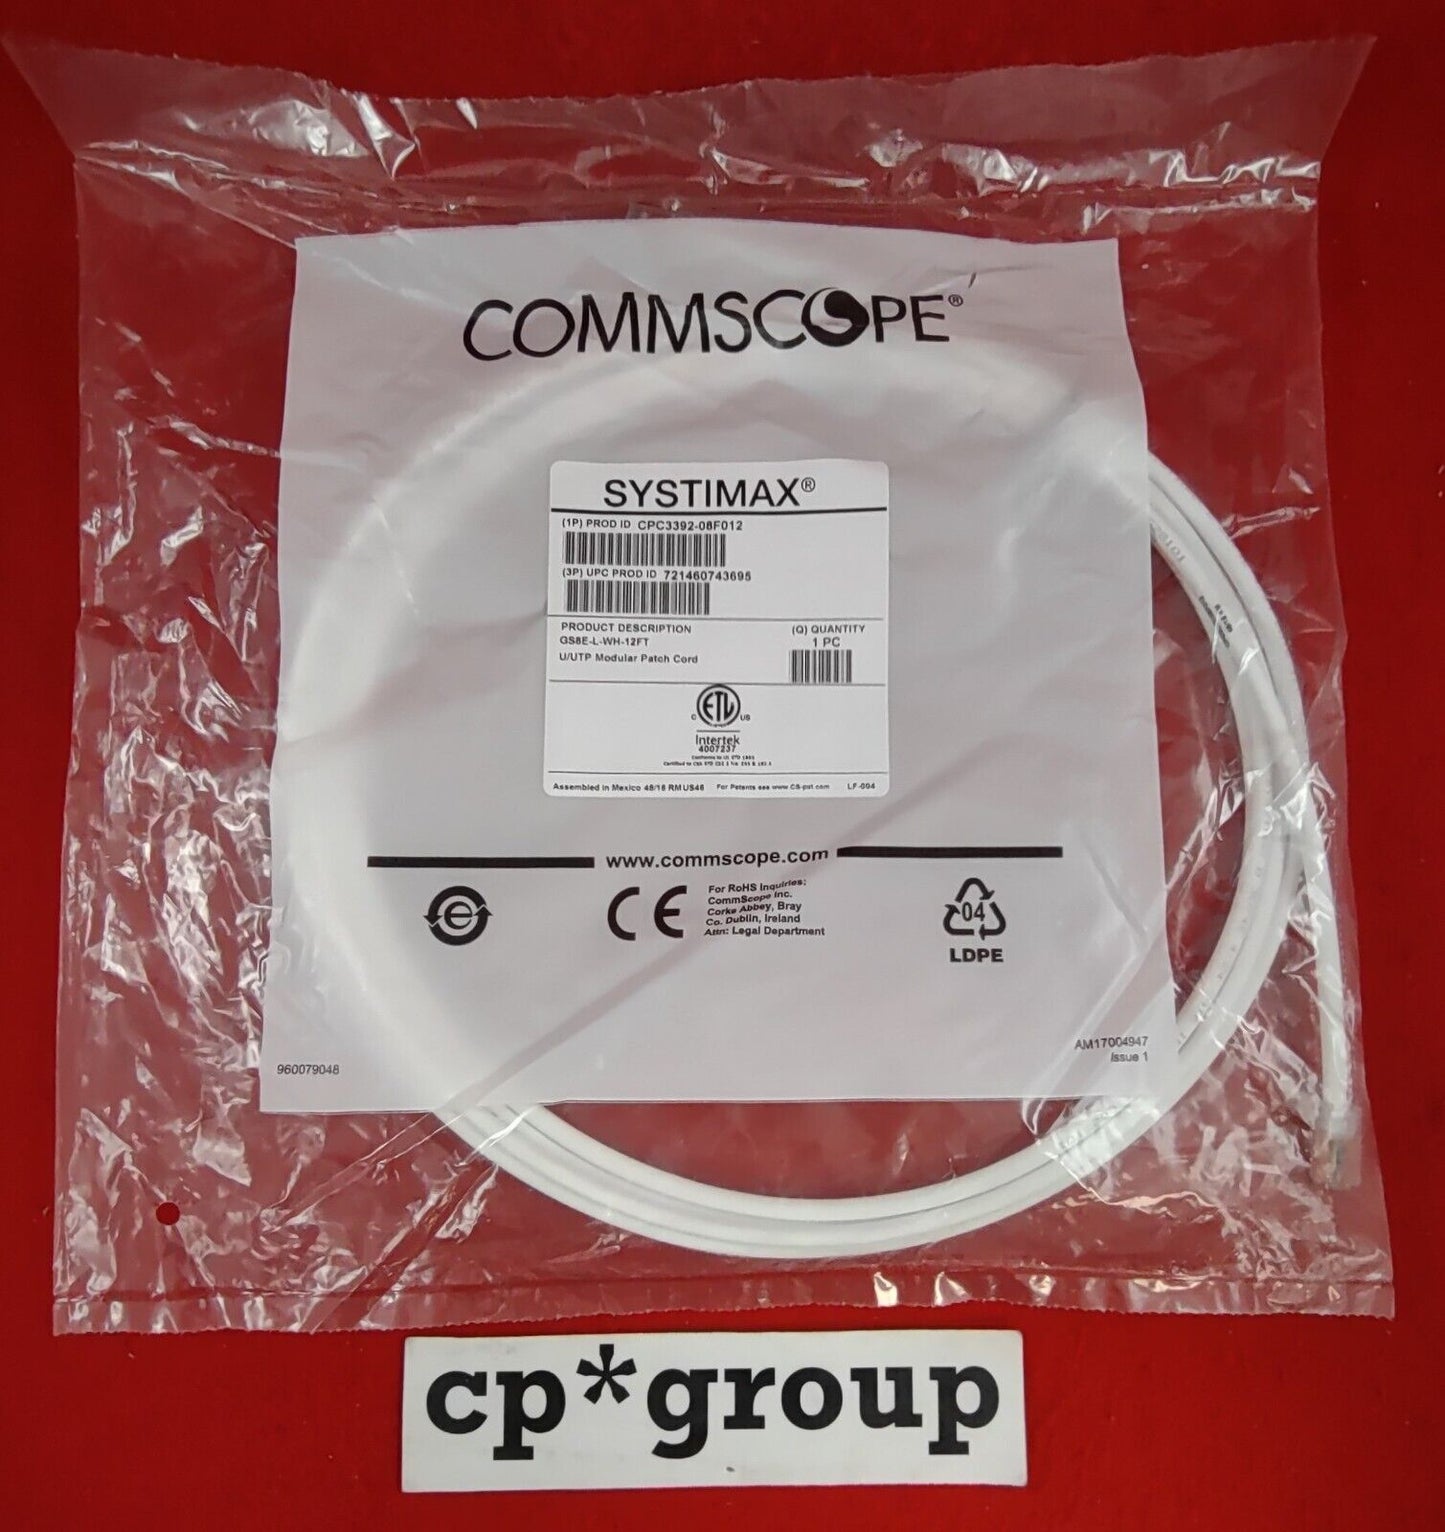 COMMSCOPE®
SYSTIMAX®
(1P) PROD ID CPC3392-08F012
(3P) UPC PROD ID 721460743695
PRODUCT DESCRIPTION
GS8E-L-WH-12FT
U/UTP Modular Patch Cord
(Q) QUANTITY
1 PC
ETL
C US
Intertek
4007237
Assembled in Mexico 48/18 RMUS46 For Patents see www.CS-pat.com LF-004
www.commscope.com
e
CE
For RoHS Inquiries:
CommScope Inc.
Corke Abbey, Bray
Co. Dublin, Ireland
Attn: Legal Department
04
LDPE
960079048
AM17004947
Issue 1
cp*group